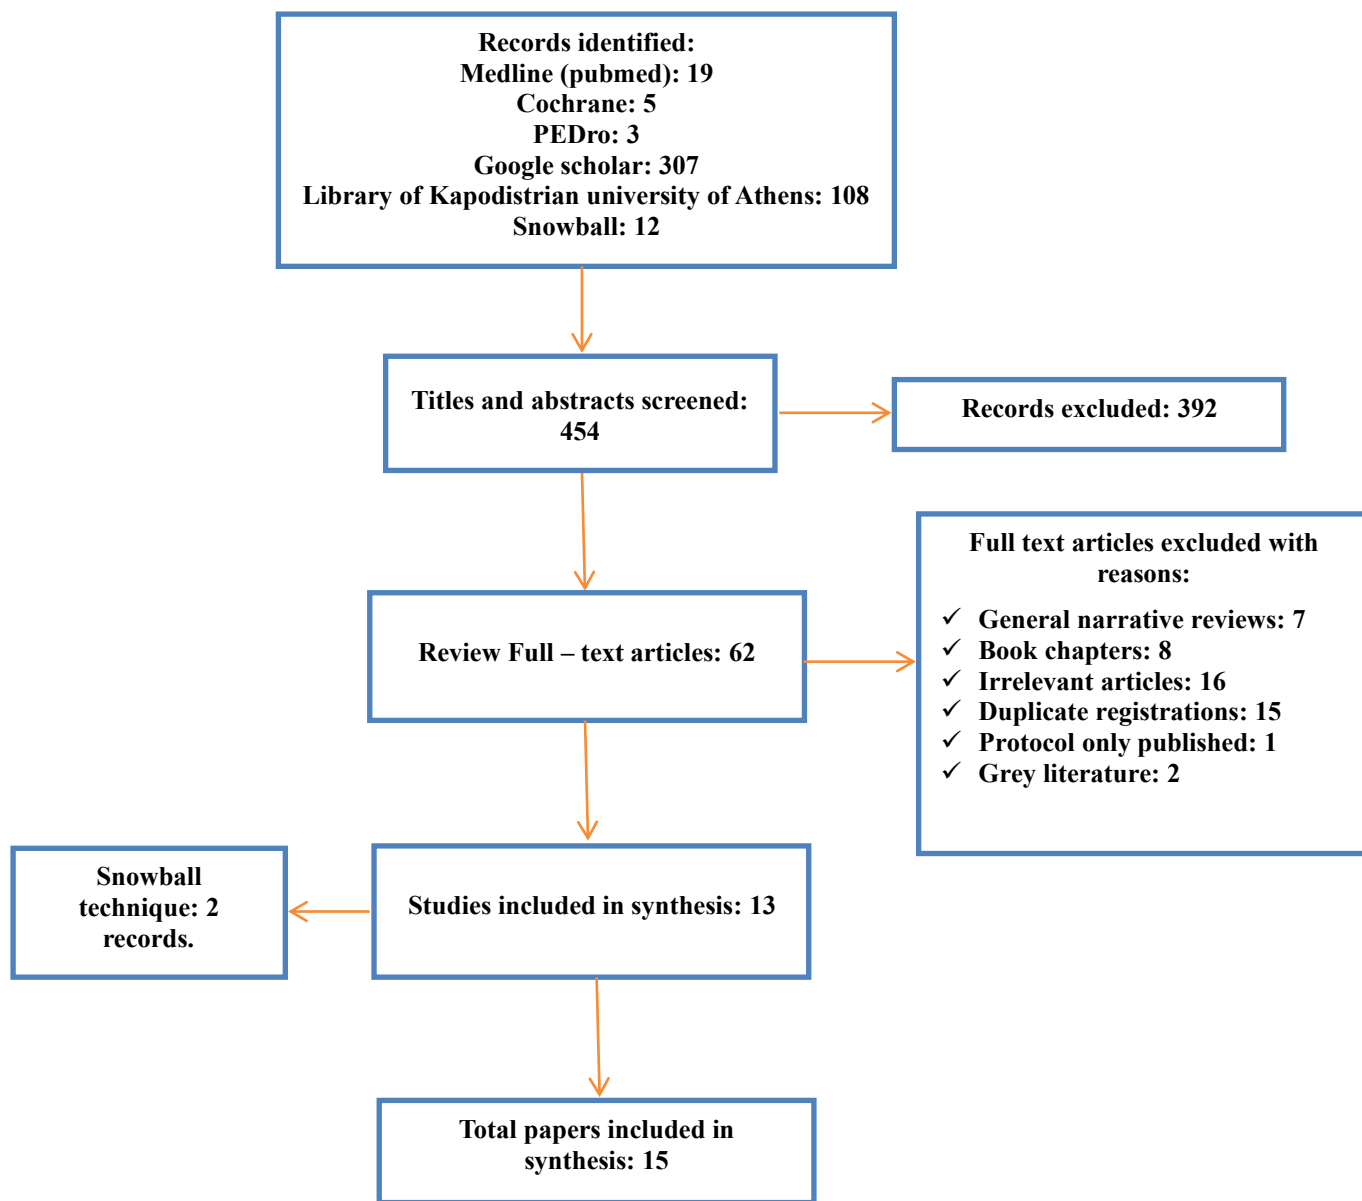 Records identified:
Medline (pubmed): 19
Cochrane: 5
PEDro: 3
Google scholar: 307
Library of Kapodistrian university of Athens: 108
Snowball: 12
Titles and abstracts screened:
454
Records excluded: 392
Review Full – text articles: 62
Full text articles excluded with
reasons:
✓ General narrative reviews: 7
✓ Book chapters: 8
✓ Irrelevant articles: 16
✓ Duplicate registrations: 15
✓ Protocol only published: 1
✓ Grey literature: 2
Studies included in synthesis: 13
Snowball
technique: 2
records.
Total papers included in
synthesis: 15